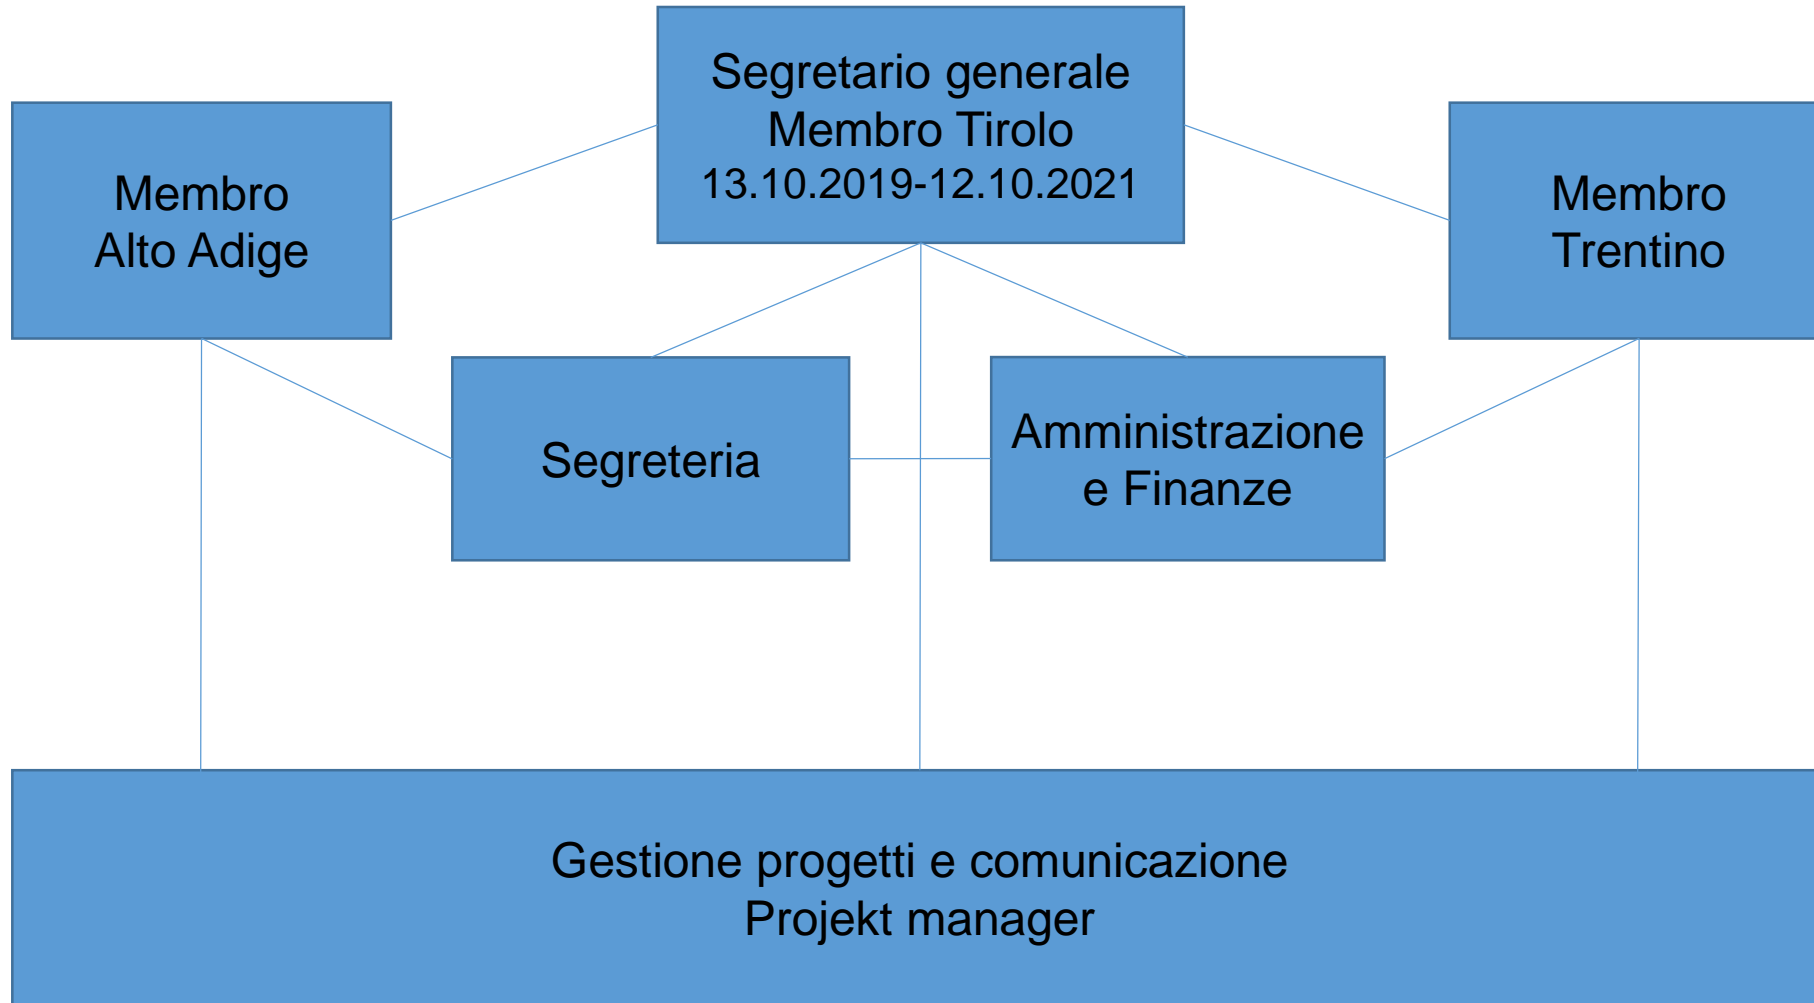 Segretario generale
Membro Tirolo
13.10.2019-12.10.2021
Membro
Alto Adige
Membro
Trentino
Segreteria
Amministrazione
e Finanze
Gestione progetti e comunicazione
Projekt manager